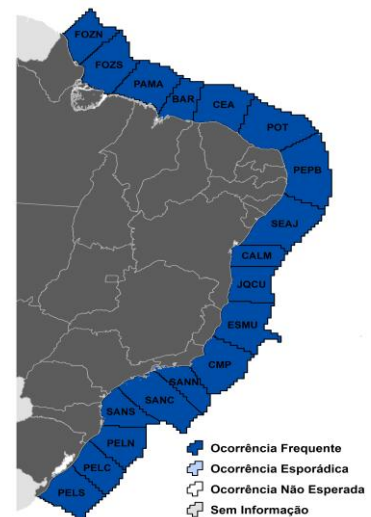 FOZN
FOZS
PAMA
BAR
CEA
POT
PEPB
SEAJ
CALM
JQCU
ESMU
CMP
SANN
SANC
SANS
PELN
PELC
PELS
Ocorrência Frequente
Ocorrência Esporádica
Ocorrência Não Esperada
Sem Informação